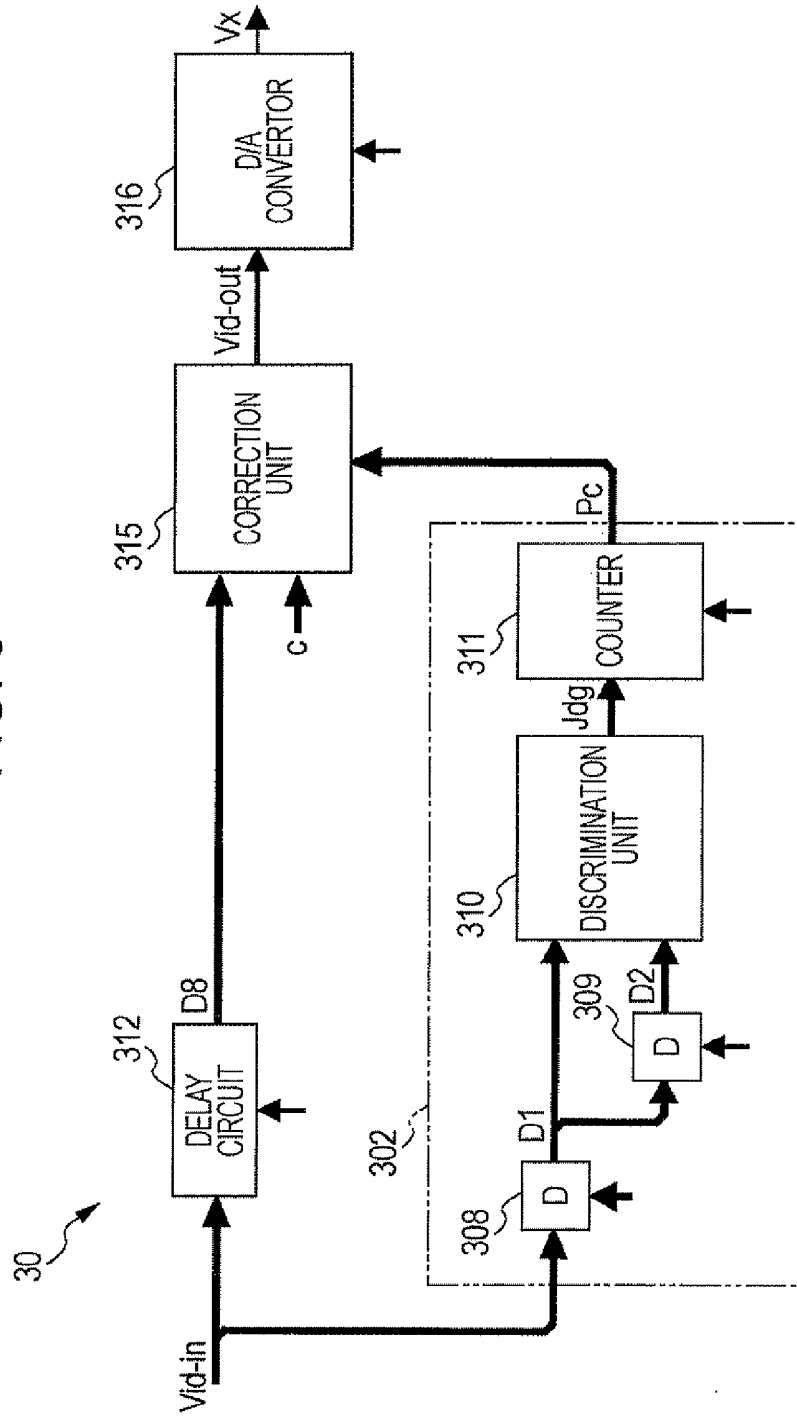 30
Vid-in
312
DELAY
CIRCUIT
D8
315
CORRECTION
UNIT
c
Vid-out
316
D/A
CONVERTOR
Vx
302
308
D
D1
309
D
D2
310
DISCRIMINATION
UNIT
Jdg
311
COUNTER
Pc